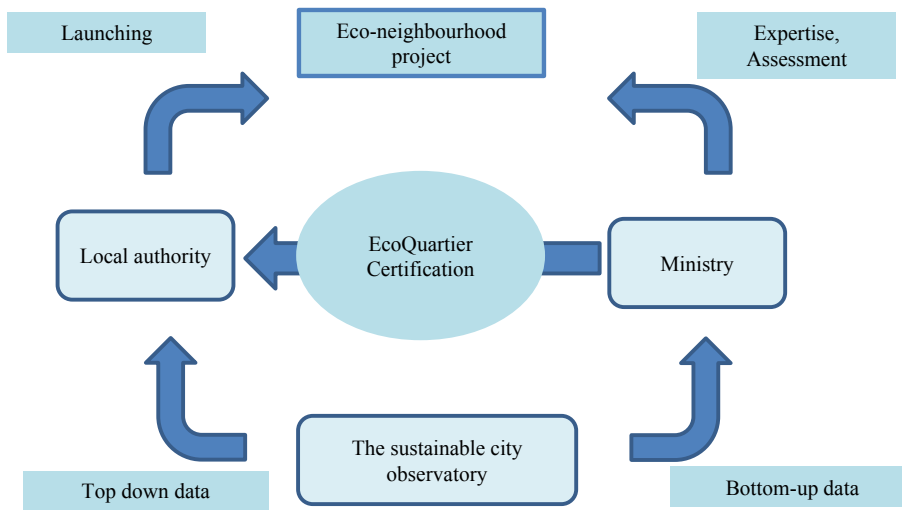 Launching
Eco-neighbourhood
project
Expertise,
Assessment
Local authority
EcoQuartier
Certification
Ministry
The sustainable city
observatory
Top down data
Bottom-up data